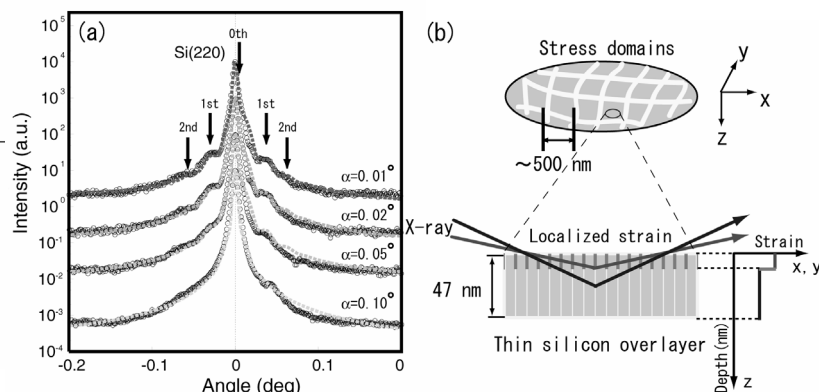 (a)
10^5
10^4
10^3
10^2
10^1
10^0
10^-1
10^-2
10^-3
10^-4
Intensity (a.u.)
Si(220)
0th
1st
1st
2nd
2nd
α=0.01°
α=0.02°
α=0.05°
α=0.10°
-0.2
-0.1
0
0.1
0
Angle (deg)
(b)
Stress domains
y
x
z
~500 nm
X-ray
Localized strain
Strain
x, y
47 nm
Thin silicon overlayer
Depth(nm)
z